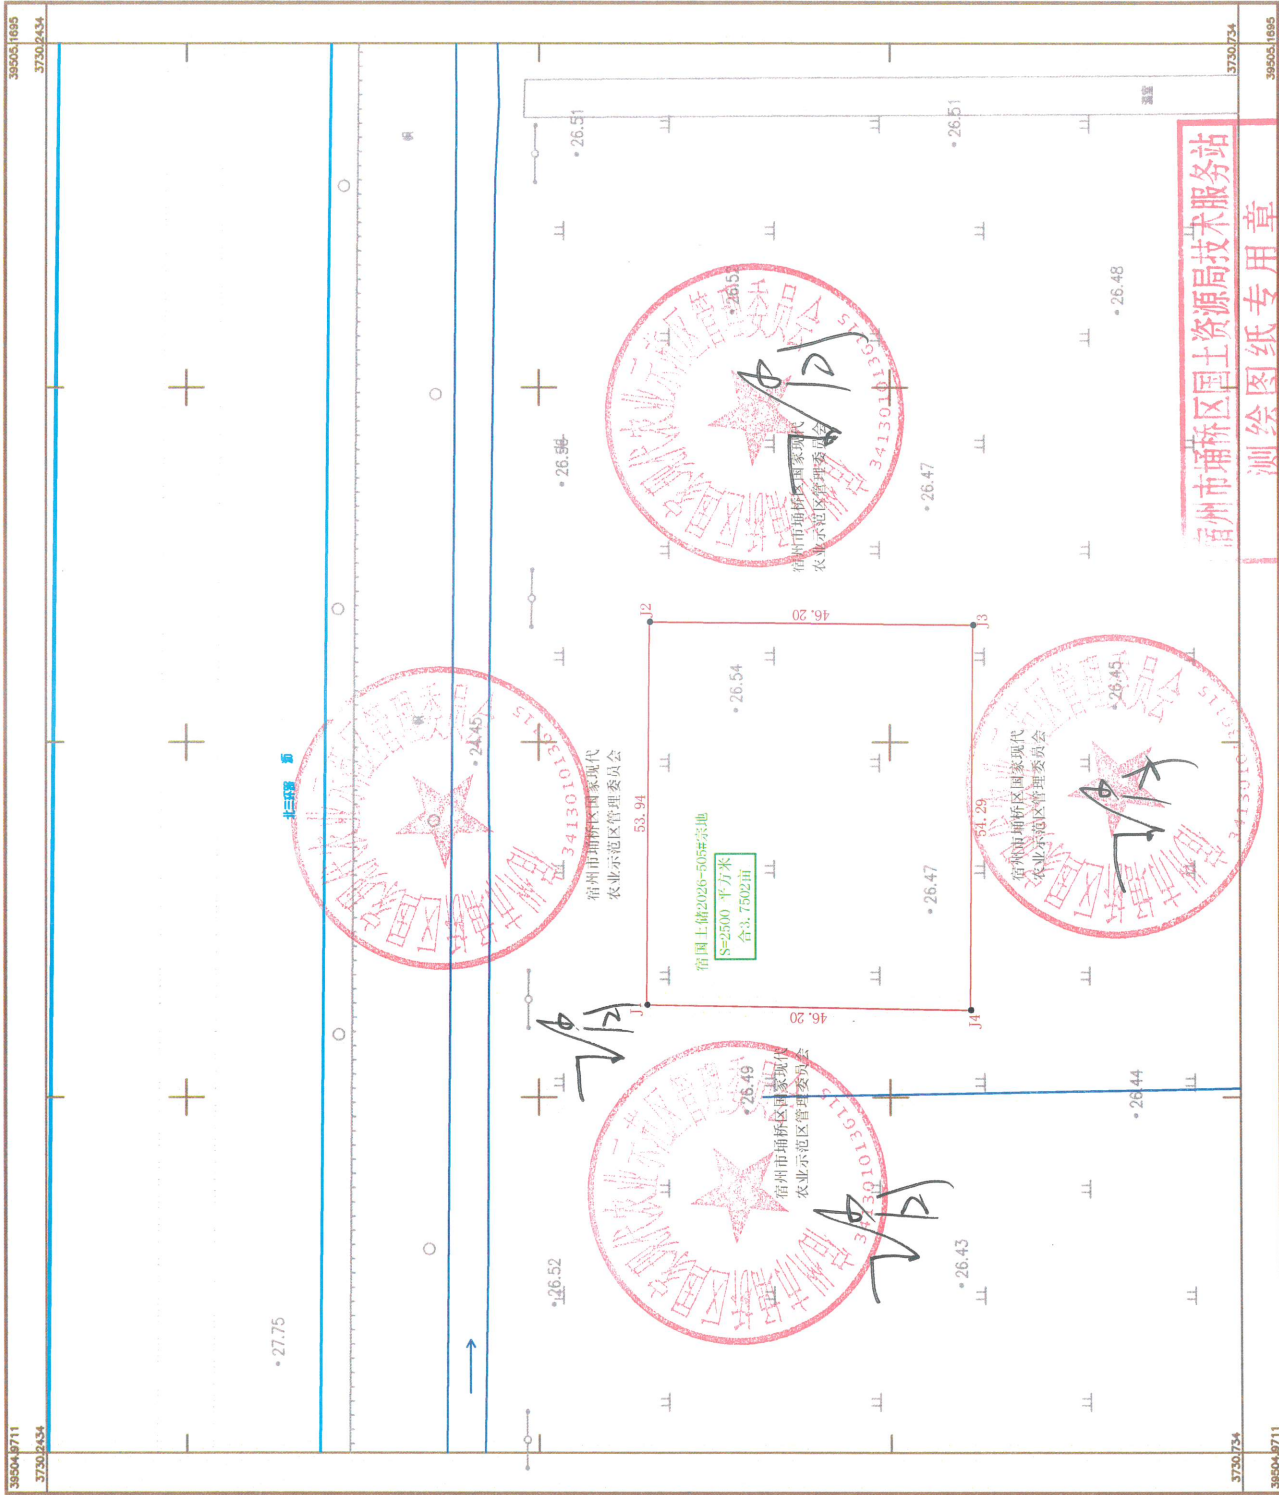 39504.9711
3730.2434
39505.1695
3730.2434
27.75
北三环路
沥
24.45
26.52
26.96
26.51
宿州市埇桥区国家现代
农业示范区管理委员会
3413010136115
J1
53.94
J2
46.20
J3
54.29
J4
46.20
宿国土储2026-505#宗地
S=2500 平方米
合3.7502亩
26.54
26.47
宿州市埇桥区国家现代
农业示范区管理委员会
3413010136115
26.49
26.43
26.44
宿州市埇桥区国家现代
农业示范区管理委员会
3413010136115
26.52
26.47
26.48
26.51
宿州市埇桥区国家现代
农业示范区管理委员会
3413010136115
26.45
温室
宿州市埇桥区国土资源局技术服务站
测绘图纸专用章
39504.9711
3730.734
39505.1695
3730.734